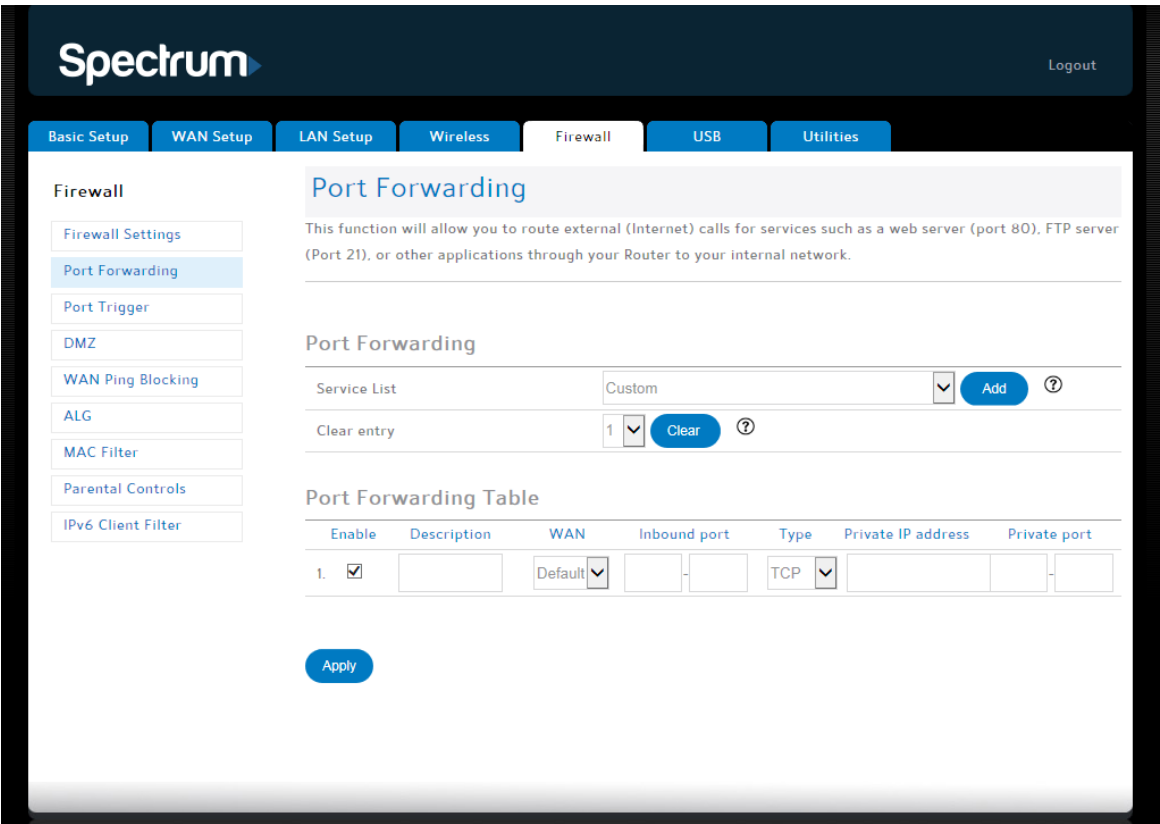 Spectrum
Logout
Basic Setup WAN Setup LAN Setup Wireless Firewall USB Utilities
Firewall
Firewall Settings
Port Forwarding
Port Trigger
DMZ
WAN Ping Blocking
ALG
MAC Filter
Parental Controls
IPv6 Client Filter
Port Forwarding
This function will allow you to route external (Internet) calls for services such as a web server (port 80), FTP server
(Port 21), or other applications through your Router to your internal network.
Port Forwarding
Service List Custom Add ?
Clear entry 1 Clear ?
Port Forwarding Table
Enable Description WAN Inbound port Type Private IP address Private port
1. Default - TCP -
Apply